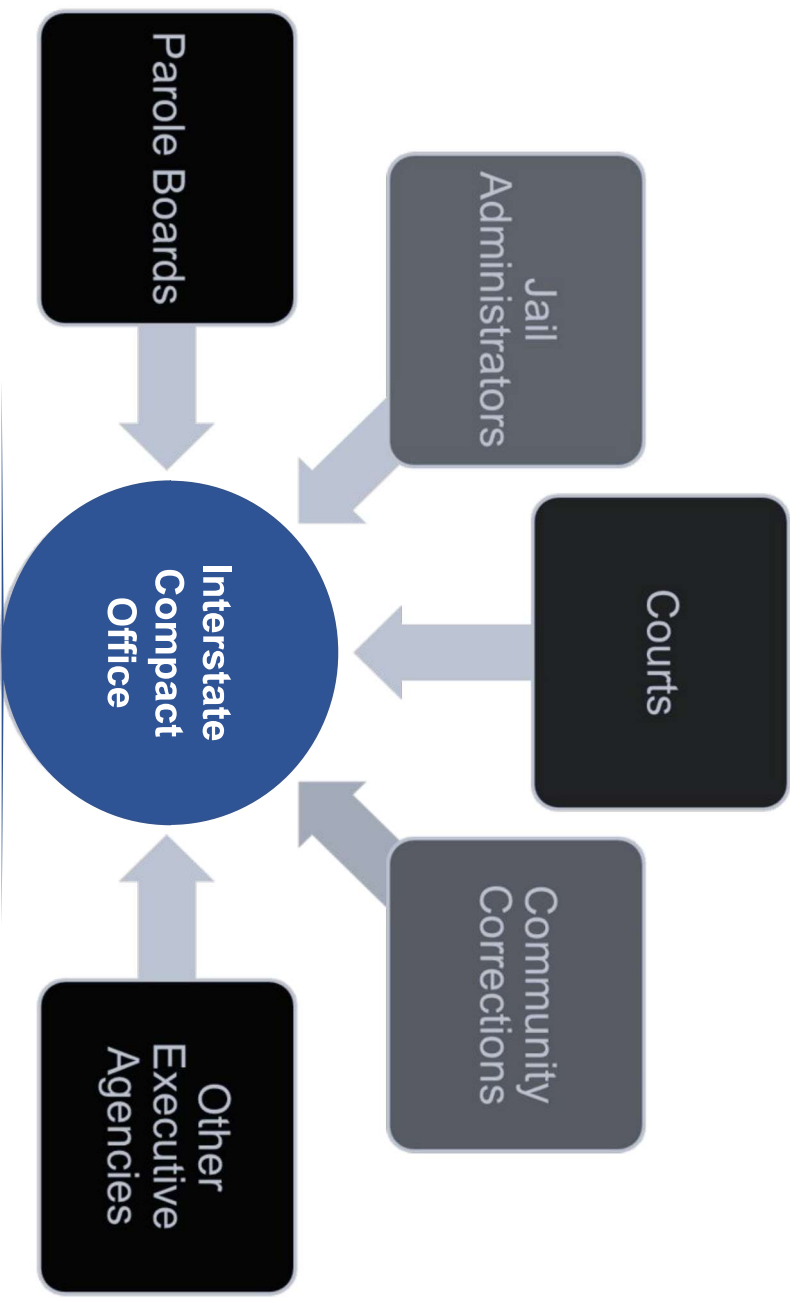 Parole Boards
Jail
Administrators
Courts
Community
Corrections
Other
Executive
Agencies
Interstate
Compact
Office